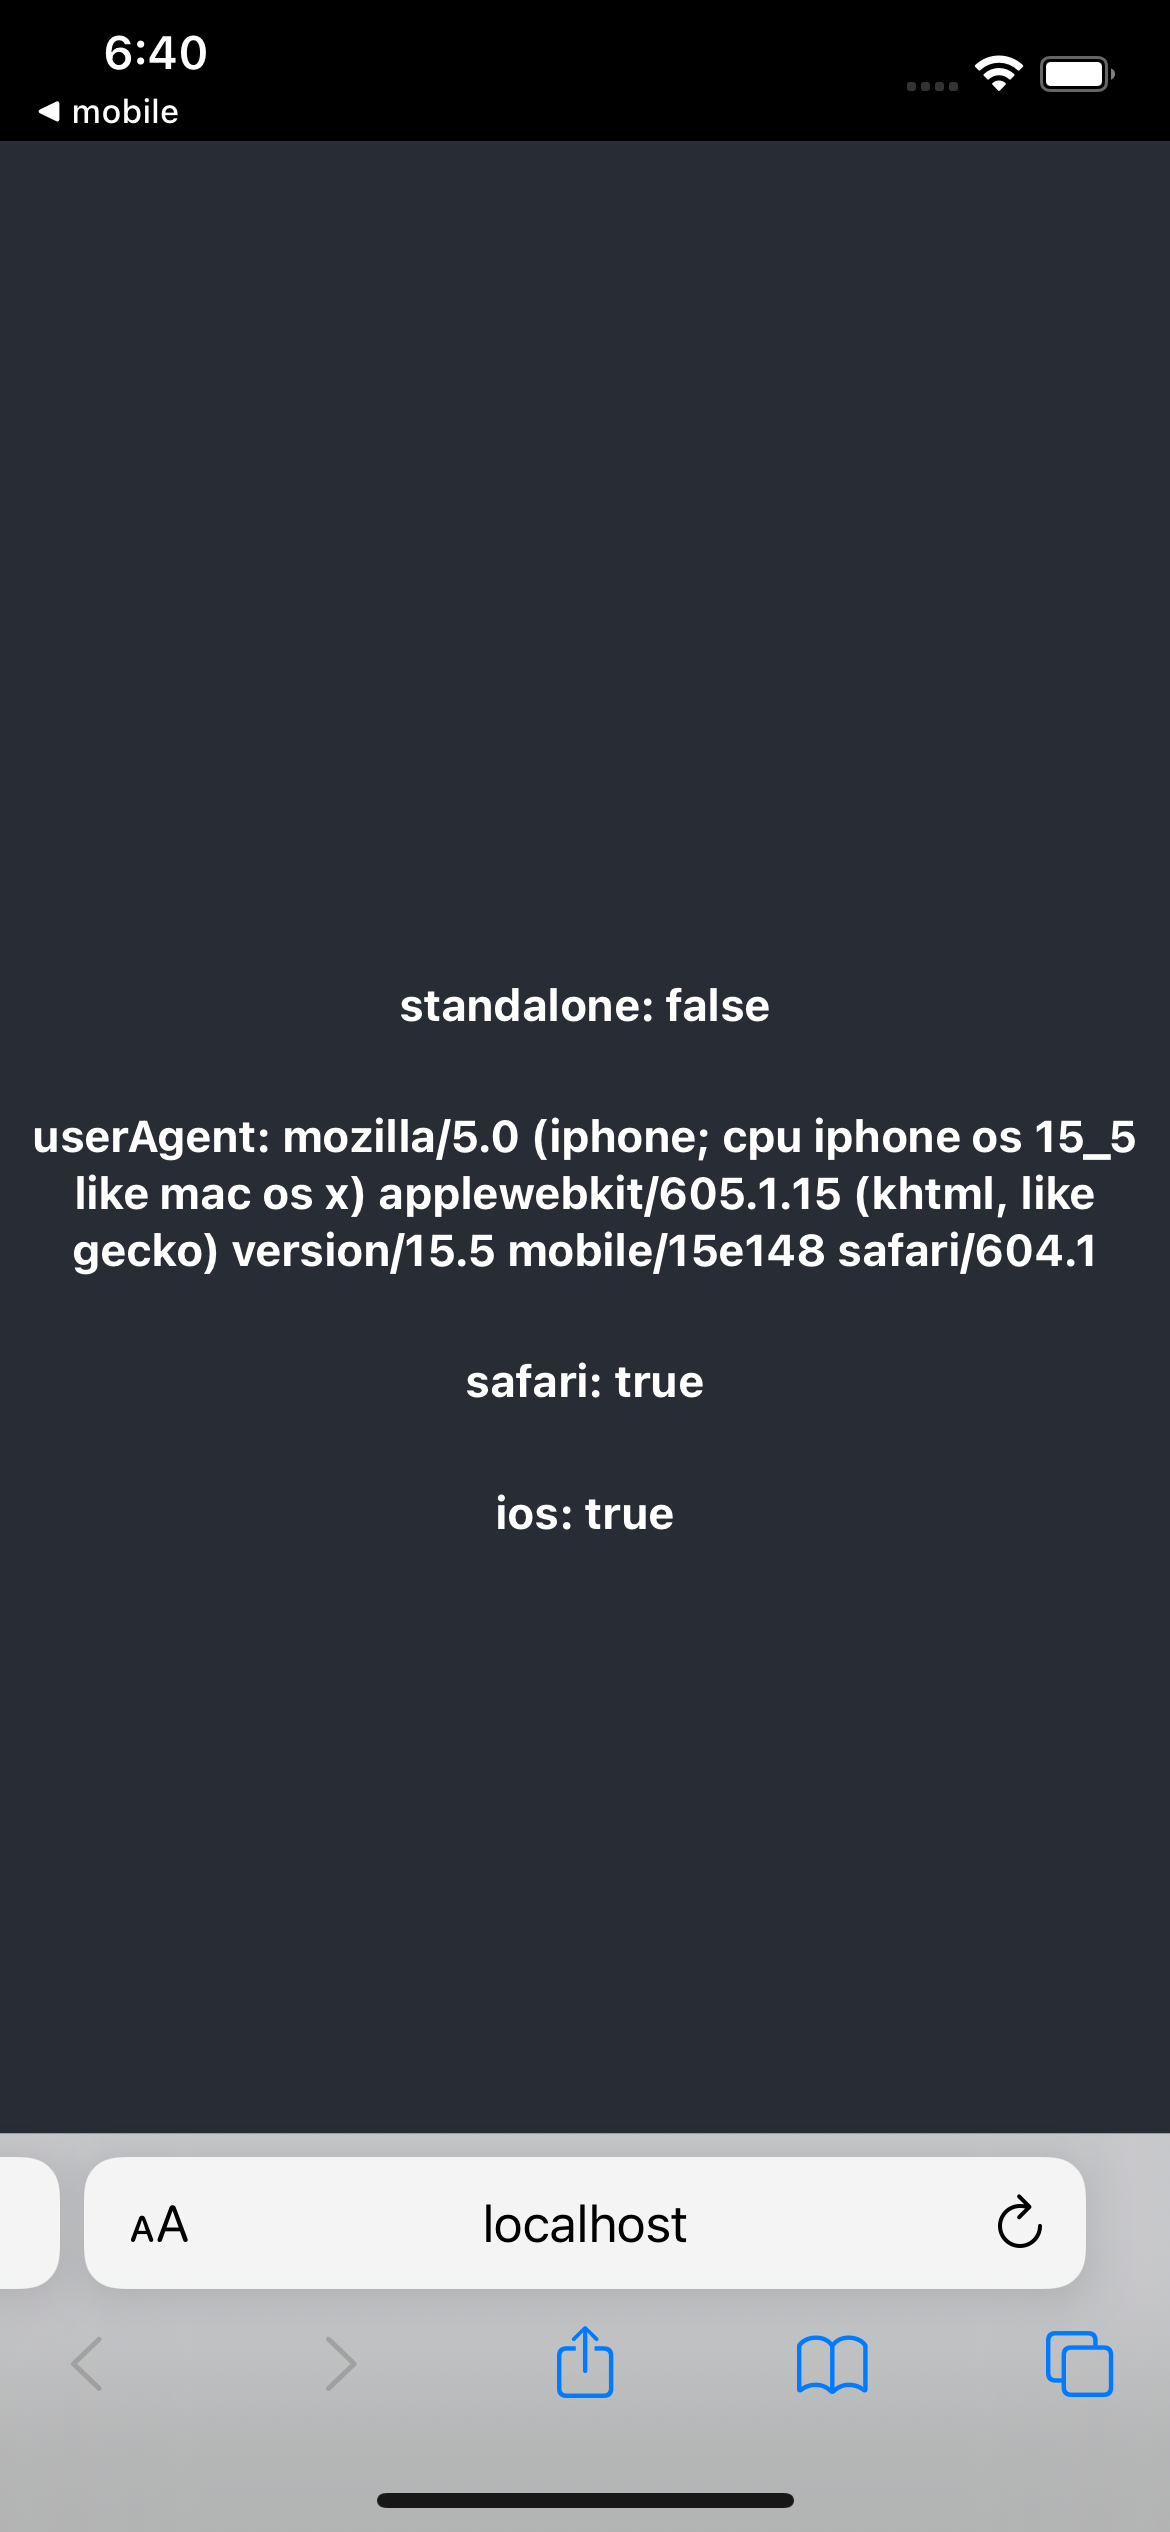 6:40
mobile
standalone: false
userAgent: mozilla/5.0 (iphone; cpu iphone os 15_5
like mac os x) applewebkit/605.1.15 (khtml, like
gecko) version/15.5 mobile/15e148 safari/604.1
safari: true
ios: true
AA localhost